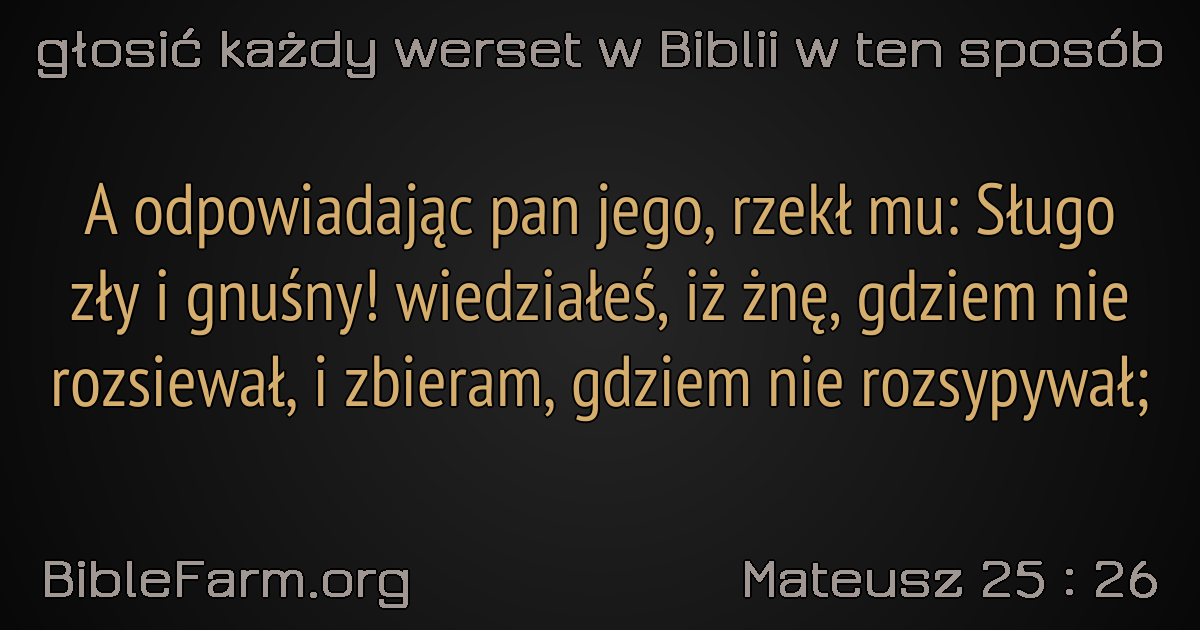 głosić każdy werset w Biblii w ten sposób
A odpowiadając pan jego, rzekł mu: Sługo
zły i gnuśny! wiedziałeś, iż żnę, gdziem nie
rozsiewał, i zbieram, gdziem nie rozsypywał;
BibleFarm.org
Mateusz 25 : 26